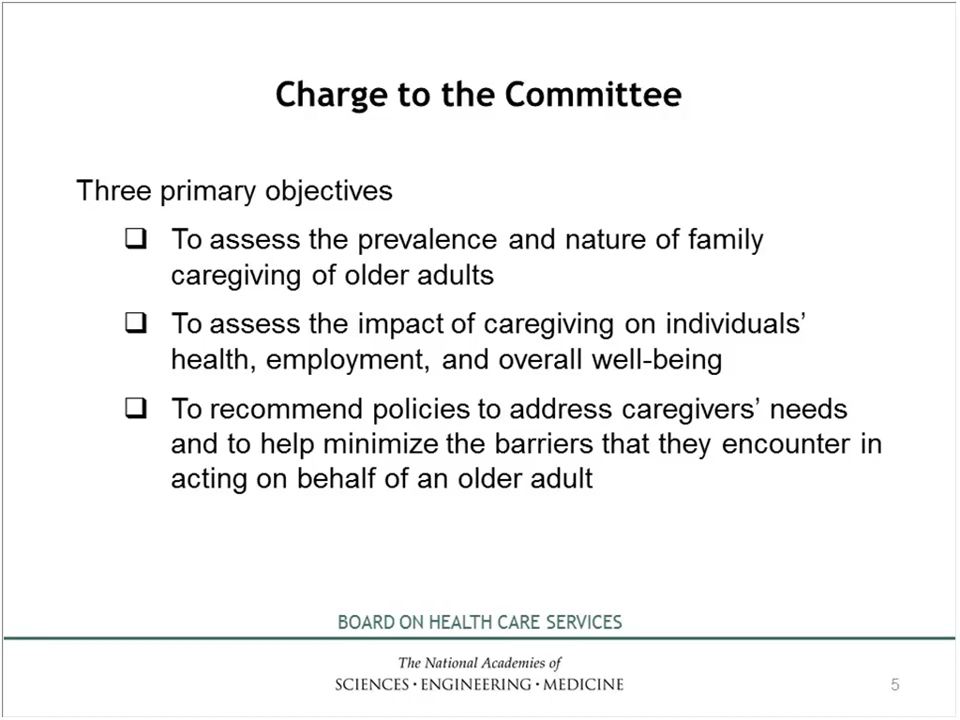 Charge to the Committee
Three primary objectives
❑ To assess the prevalence and nature of family
caregiving of older adults
❑ To assess the impact of caregiving on individuals’
health, employment, and overall well-being
❑ To recommend policies to address caregivers’ needs
and to help minimize the barriers that they encounter in
acting on behalf of an older adult
BOARD ON HEALTH CARE SERVICES
The National Academies of
SCIENCES · ENGINEERING · MEDICINE
5